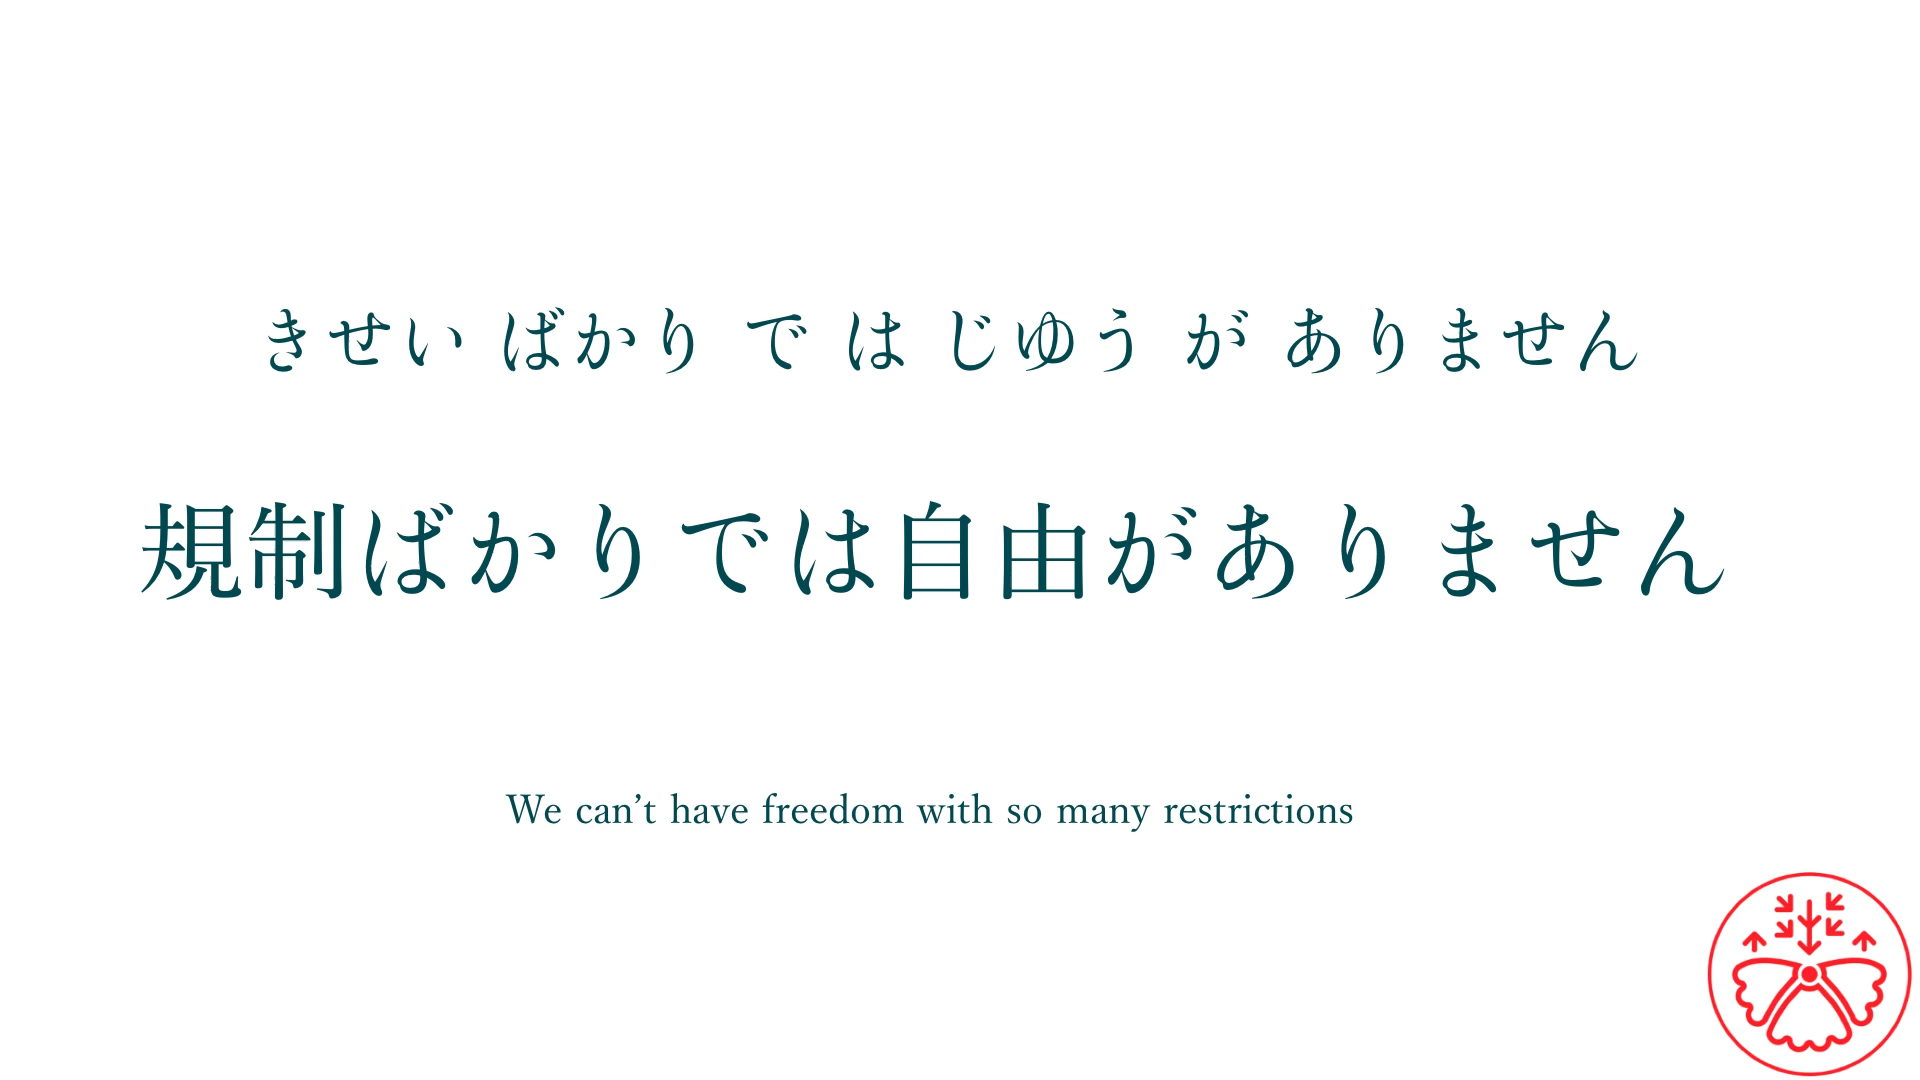 きせい ばかり で は じゆう が ありません
規制ばかりでは自由がありません
We can’t have freedom with so many restrictions